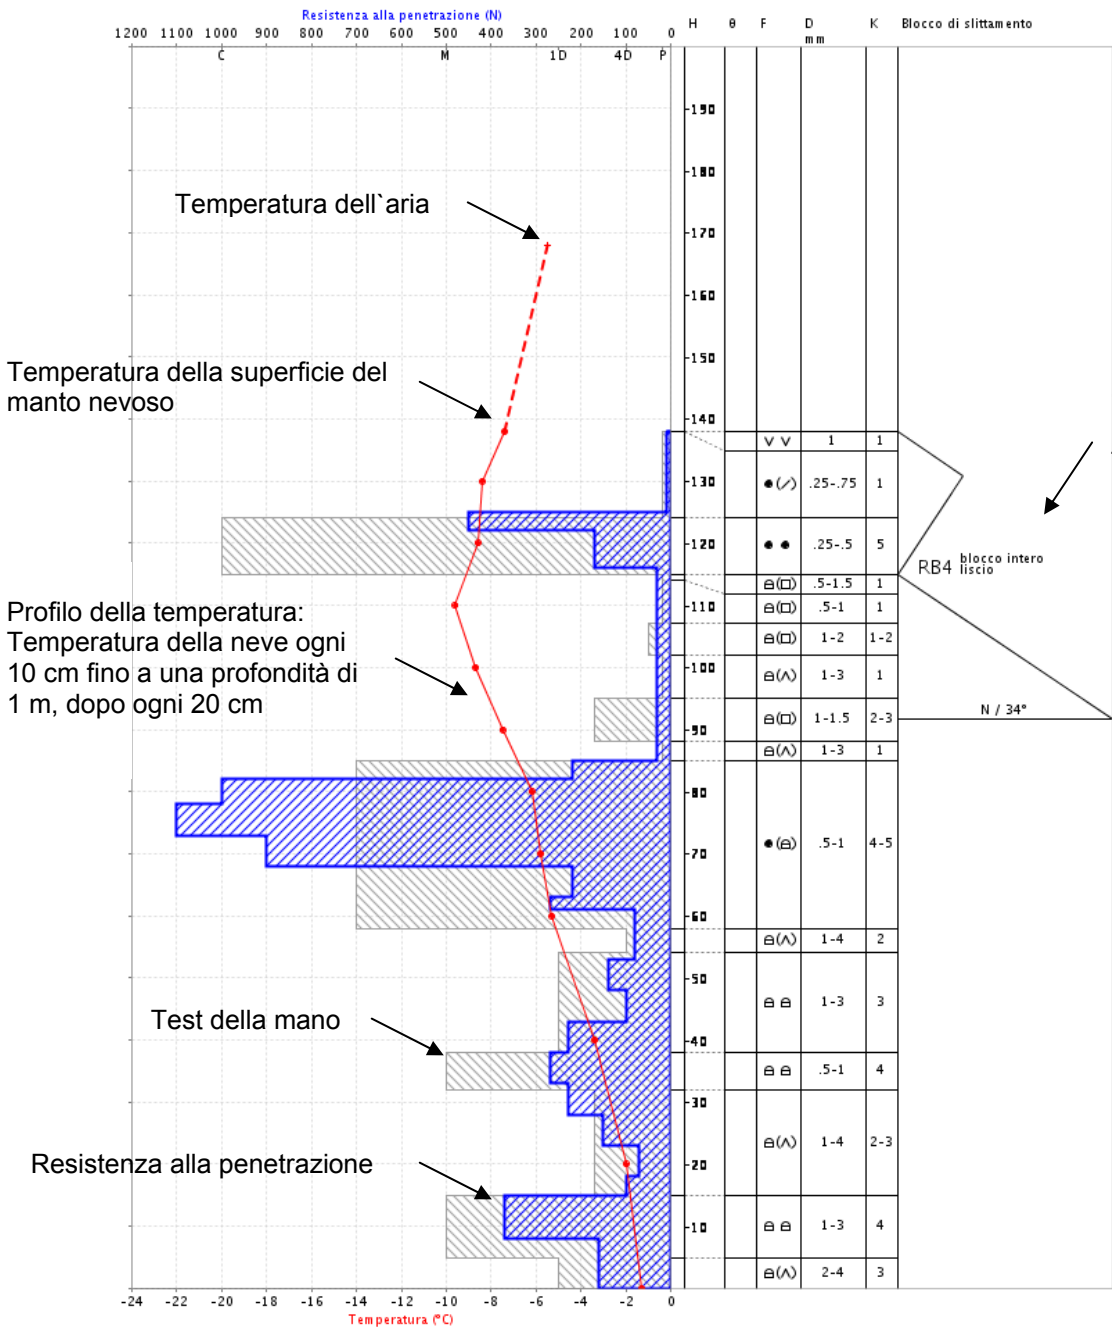 Resistenza alla penetrazione (N)
1200 1100 1000 900 800 700 600 500 400 300 200 100 0
C M 1D 4D P
H θ F D mm K Blocco di slittamento
190
180
Temperatura dell`aria
170
160
150
Temperatura della superficie del
manto nevoso
140
v v 1 1
130
●(/) .25-.75 1
120
● ● .25-.5 5
RB4 blocco intero
liscio
(□) .5-1.5 1
110
(□) .5-1 1
Profilo della temperatura:
Temperatura della neve ogni
10 cm fino a una profondità di
1 m, dopo ogni 20 cm
(□) 1-2 1-2
100
(∧) 1-3 1
(□) 1-1.5 2-3
N / 34°
90
(∧) 1-3 1
80
● .5-1 4-5
70
60
(∧) 1-4 2
50
1-3 3
Test della mano
40
.5-1 4
30
(∧) 1-4 2-3
Resistenza alla penetrazione
20
10
1-3 4
(∧) 2-4 3
-24 -22 -20 -18 -16 -14 -12 -10 -8 -6 -4 -2 0
Temperatura (°C)